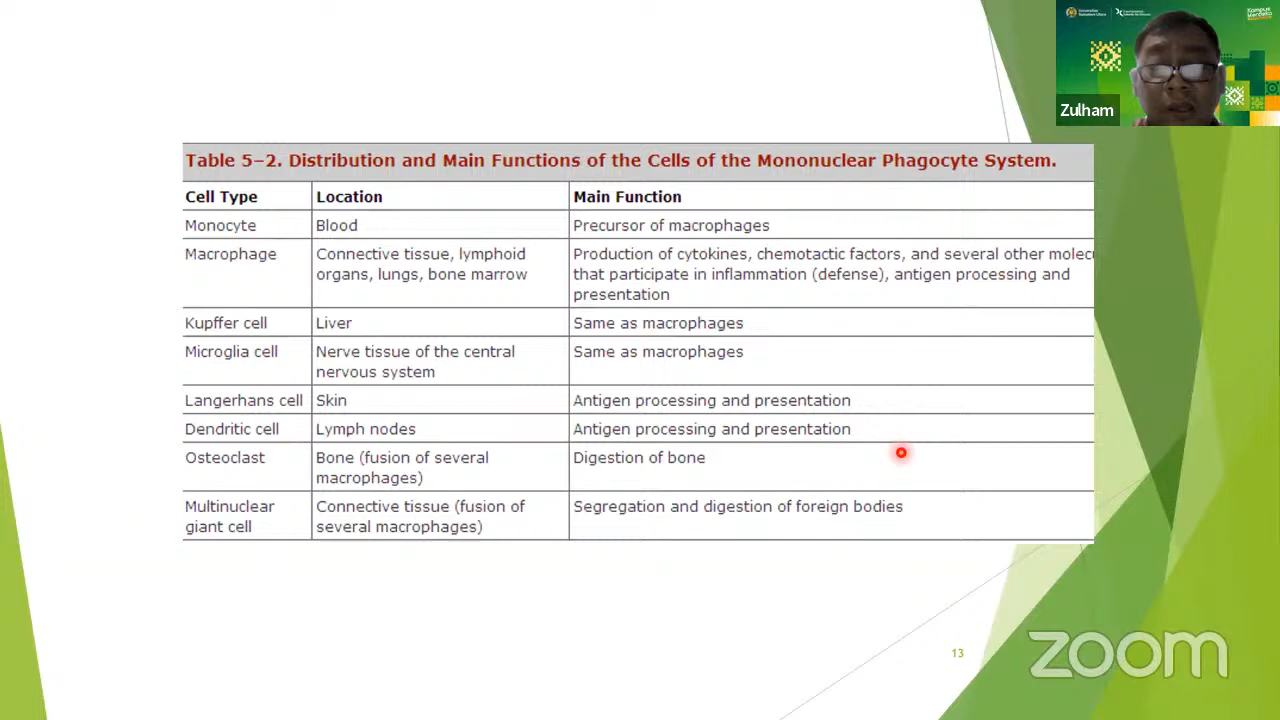 Kampus
Merdeka
Zulham
Table 5–2. Distribution and Main Functions of the Cells of the Mononuclear Phagocyte System.
Cell Type Location Main Function
Monocyte Blood Precursor of macrophages
Macrophage Connective tissue, lymphoid Production of cytokines, chemotactic factors, and several other molecu
organs, lungs, bone marrow that participate in inflammation (defense), antigen processing and
presentation
Kupffer cell Liver Same as macrophages
Microglia cell Nerve tissue of the central Same as macrophages
nervous system
Langerhans cell Skin Antigen processing and presentation
Dendritic cell Lymph nodes Antigen processing and presentation
Osteoclast Bone (fusion of several Digestion of bone
macrophages)
Multinuclear Connective tissue (fusion of Segregation and digestion of foreign bodies
giant cell several macrophages)
13
zoom